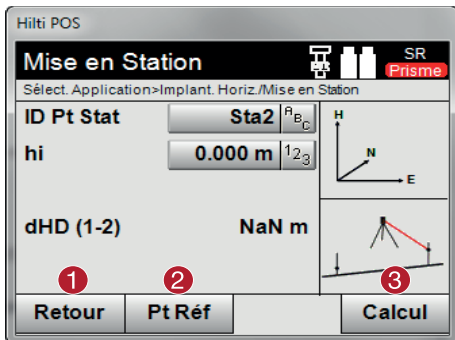 Hilti POS
Mise en Station
SR
Prisme
Sélect. Application>Implant. Horiz./Mise en Station
ID Pt Stat Sta2 ABC
hi 0.000 m 123
H
N
E
dHD (1-2) NaN m
1 2 3
Retour Pt Réf Calcul